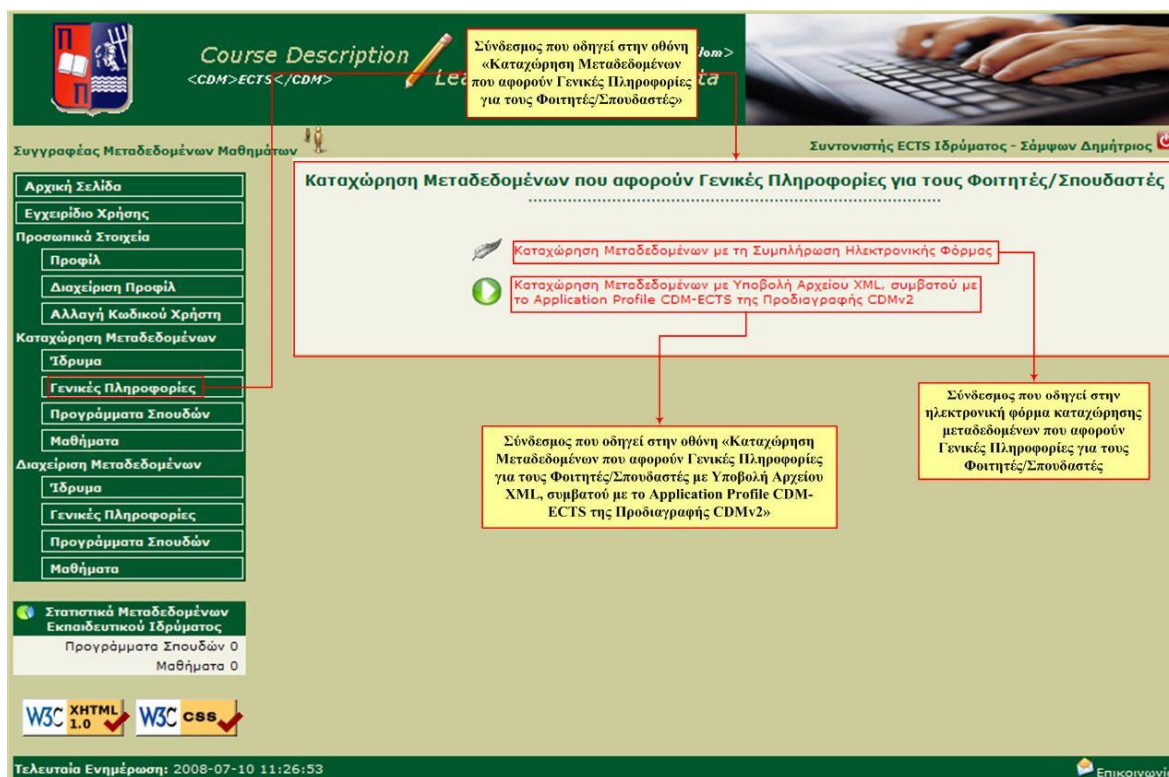 Course Description
<CDM>ECTS</CDM>
Σύνδεσμος που οδηγεί στην οθόνη
«Καταχώρηση Μεταδεδομένων
που αφορούν Γενικές Πληροφορίες
για τους Φοιτητές/Σπουδαστές»
Συγγραφέας Μεταδεδομένων Μαθημάτων
Συντονιστής ECTS Ιδρύματος - Σάμψων Δημήτριος
Αρχική Σελίδα
Εγχειρίδιο Χρήσης
Προσωπικά Στοιχεία
Προφίλ
Διαχείριση Προφίλ
Αλλαγή Κωδικού Χρήστη
Καταχώρηση Μεταδεδομένων
Ίδρυμα
Γενικές Πληροφορίες
Προγράμματα Σπουδών
Μαθήματα
Διαχείριση Μεταδεδομένων
Ίδρυμα
Γενικές Πληροφορίες
Προγράμματα Σπουδών
Μαθήματα
Στατιστικά Μεταδεδομένων
Εκπαιδευτικού Ιδρύματος
Προγράμματα Σπουδών 0
Μαθήματα 0
W3C XHTML 1.0
W3C css
Καταχώρηση Μεταδεδομένων που αφορούν Γενικές Πληροφορίες για τους Φοιτητές/Σπουδαστές
Καταχώρηση Μεταδεδομένων με τη Συμπλήρωση Ηλεκτρονικής Φόρμας
Καταχώρηση Μεταδεδομένων με Υποβολή Αρχείου XML, συμβατού με
το Application Profile CDM-ECTS της Προδιαγραφής CDMv2
Σύνδεσμος που οδηγεί στην οθόνη «Καταχώρηση
Μεταδεδομένων που αφορούν Γενικές Πληροφορίες
για τους Φοιτητές/Σπουδαστές με Υποβολή Αρχείου
XML, συμβατού με το Application Profile CDM-
ECTS της Προδιαγραφής CDMv2»
Σύνδεσμος που οδηγεί στην
ηλεκτρονική φόρμα καταχώρησης
μεταδεδομένων που αφορούν
Γενικές Πληροφορίες για τους
Φοιτητές/Σπουδαστές
Τελευταία Ενημέρωση: 2008-07-10 11:26:53
Επικοινωνία